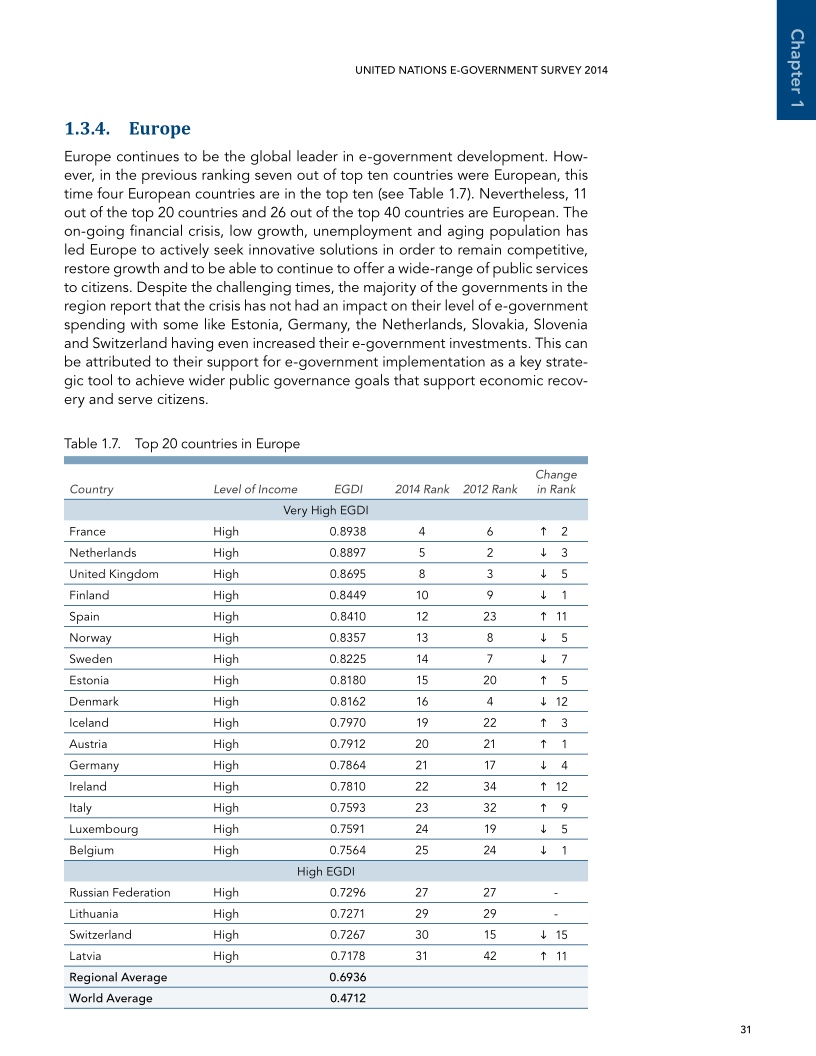 Chapter 1
UNITED NATIONS E-GOVERNMENT SURVEY 2014
1.3.4. Europe
Europe continues to be the global leader in e-government development. How-
ever, in the previous ranking seven out of top ten countries were European, this
time four European countries are in the top ten (see Table 1.7). Nevertheless, 11
out of the top 20 countries and 26 out of the top 40 countries are European. The
on-going financial crisis, low growth, unemployment and aging population has
led Europe to actively seek innovative solutions in order to remain competitive,
restore growth and to be able to continue to offer a wide-range of public services
to citizens. Despite the challenging times, the majority of the governments in the
region report that the crisis has not had an impact on their level of e-government
spending with some like Estonia, Germany, the Netherlands, Slovakia, Slovenia
and Switzerland having even increased their e-government investments. This can
be attributed to their support for e-government implementation as a key strate-
gic tool to achieve wider public governance goals that support economic recov-
ery and serve citizens.
Table 1.7. Top 20 countries in Europe
Country Level of Income EGDI 2014 Rank 2012 Rank Change in Rank
Very High EGDI
France High 0.8938 4 6 ↑ 2
Netherlands High 0.8897 5 2 ↓ 3
United Kingdom High 0.8695 8 3 ↓ 5
Finland High 0.8449 10 9 ↓ 1
Spain High 0.8410 12 23 ↑ 11
Norway High 0.8357 13 8 ↓ 5
Sweden High 0.8225 14 7 ↓ 7
Estonia High 0.8180 15 20 ↑ 5
Denmark High 0.8162 16 4 ↓ 12
Iceland High 0.7970 19 22 ↑ 3
Austria High 0.7912 20 21 ↑ 1
Germany High 0.7864 21 17 ↓ 4
Ireland High 0.7810 22 34 ↑ 12
Italy High 0.7593 23 32 ↑ 9
Luxembourg High 0.7591 24 19 ↓ 5
Belgium High 0.7564 25 24 ↓ 1
High EGDI
Russian Federation High 0.7296 27 27 -
Lithuania High 0.7271 29 29 -
Switzerland High 0.7267 30 15 ↓ 15
Latvia High 0.7178 31 42 ↑ 11
Regional Average 0.6936
World Average 0.4712
31